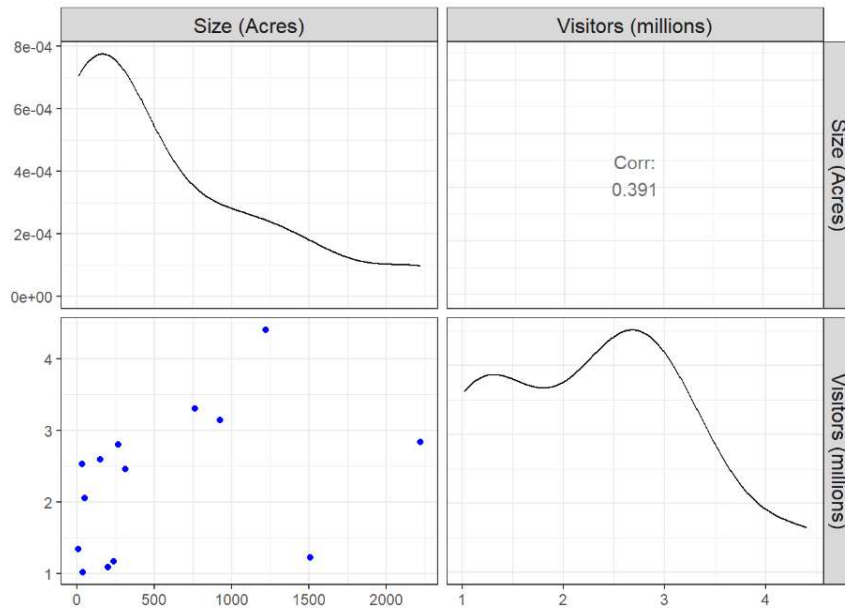 Size (Acres)
Visitors (millions)
8e-04
6e-04
4e-04
2e-04
0e+00
Corr:
0.391
Size (Acres)
4
3
2
1
Visitors (millions)
0
500
1000
1500
2000
1
2
3
4